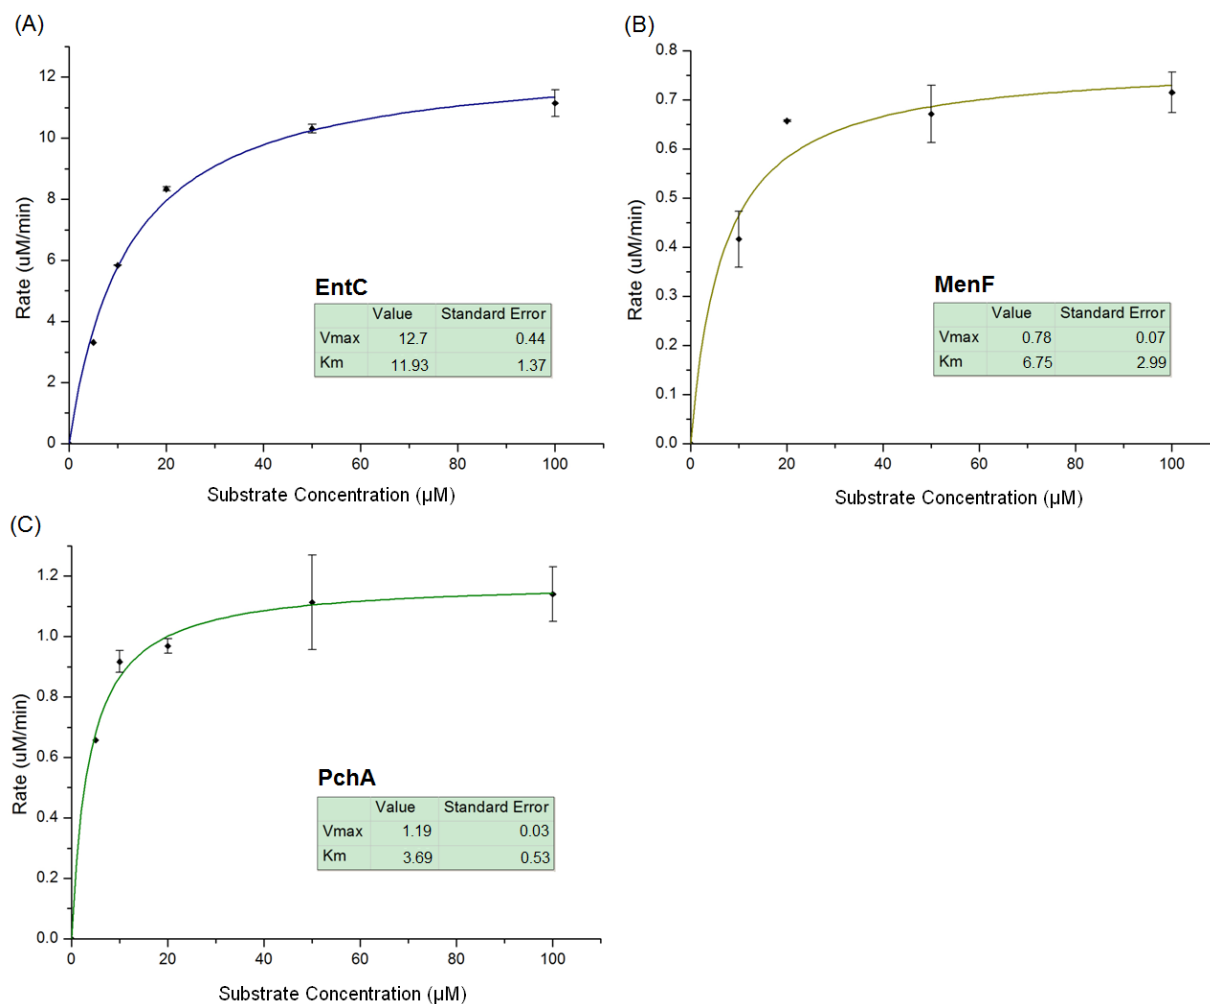 (A)
Rate (uM/min)
12
10
8
6
4
2
0
0 20 40 60 80 100
Substrate Concentration (µM)
EntC
Value Standard Error
Vmax 12.7 0.44
Km 11.93 1.37
(B)
Rate (uM/min)
0.8
0.7
0.6
0.5
0.4
0.3
0.2
0.1
0.0
0 20 40 60 80 100
Substrate Concentration (µM)
MenF
Value Standard Error
Vmax 0.78 0.07
Km 6.75 2.99
(C)
Rate (uM/min)
1.2
1.0
0.8
0.6
0.4
0.2
0.0
0 20 40 60 80 100
Substrate Concentration (µM)
PchA
Value Standard Error
Vmax 1.19 0.03
Km 3.69 0.53